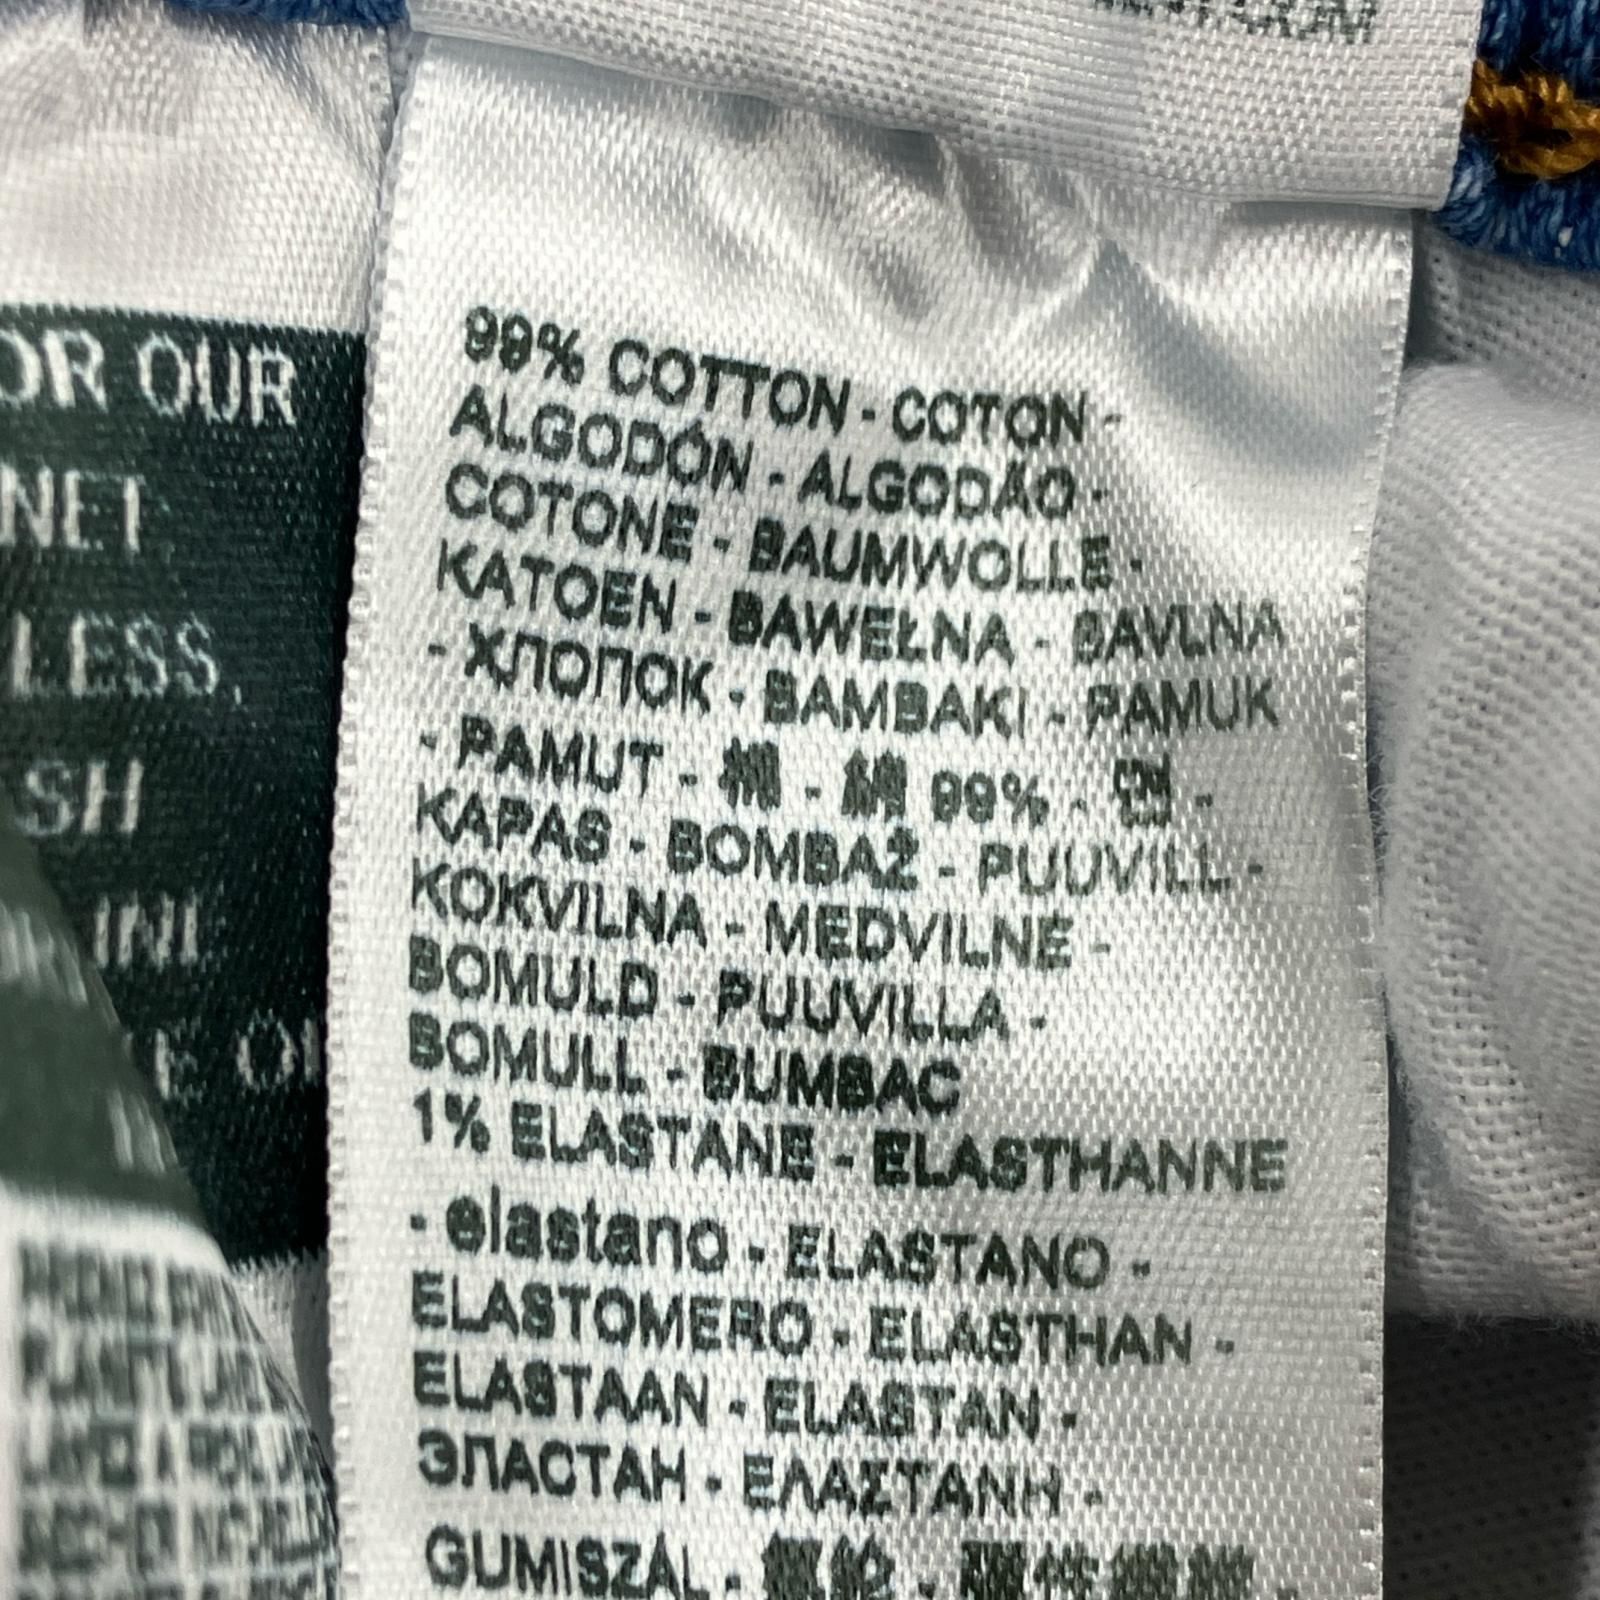 OR OUR
NET,
LESS,
SH
INI
E O
99% COTTON - COTON -
ALGODÓN - ALGODÃO -
COTONE - BAUMWOLLE -
KATOEN - BAWEŁNA - BAVLNA
- ХЛОПОК - BAMBAKI - PAMUK
- PAMUT - 棉 - 綿 99% - 면 -
KAPAS - BOMBAŽ - PUUVILL -
KOKVILNA - MEDVILNĖ -
BOMULD - PUUVILLA -
BOMULL - BUMBAC
1% ELASTANE - ELASTHANNE
- elastano - ELASTANO -
ELASTOMERO - ELASTHAN -
ELASTAAN - ELASTAN -
ЭЛАСТАН - ΕΛΑΣΤΑΝΗ -
GUMISZÁL -